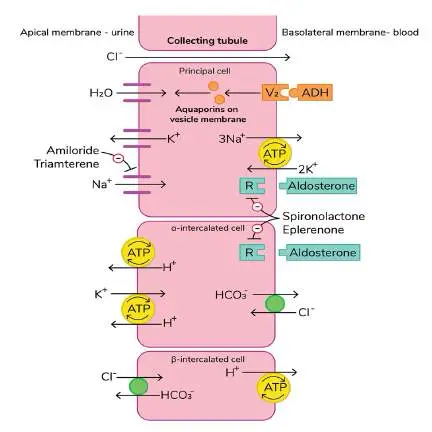 Apical membrane - urine
Basolateral membrane- blood
Collecting tubule
Cl⁻
Principal cell
H₂O
V₂
ADH
Aquaporins on
vesicle membrane
K⁺
3Na⁺
Amiloride
Triamterene
ATP
2K⁺
Na⁺
R
Aldosterone
Spironolactone
Eplerenone
α-intercalated cell
R
Aldosterone
ATP
H⁺
K⁺
HCO₃⁻
ATP
Cl⁻
H⁺
β-intercalated cell
Cl⁻
H⁺
HCO₃⁻
ATP